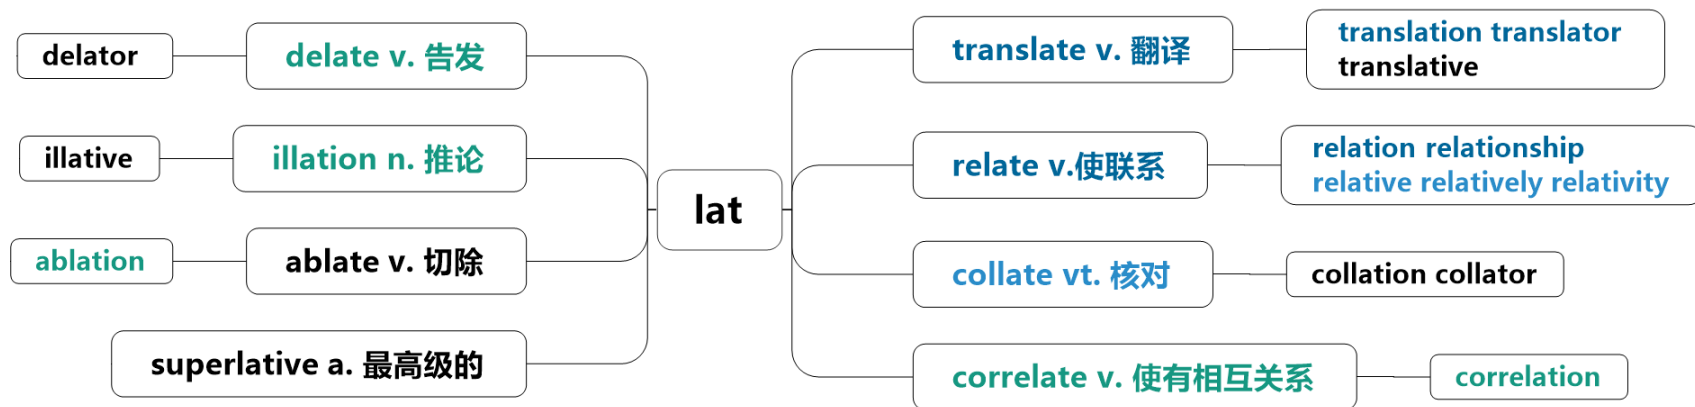 delator
delate v. 告发
illative
illation n. 推论
ablation
ablate v. 切除
superlative a. 最高级的
lat
translate v. 翻译
translation translator
translative
relate v.使联系
relation relationship
relative relatively relativity
collate vt. 核对
collation collator
correlate v. 使有相互关系
correlation